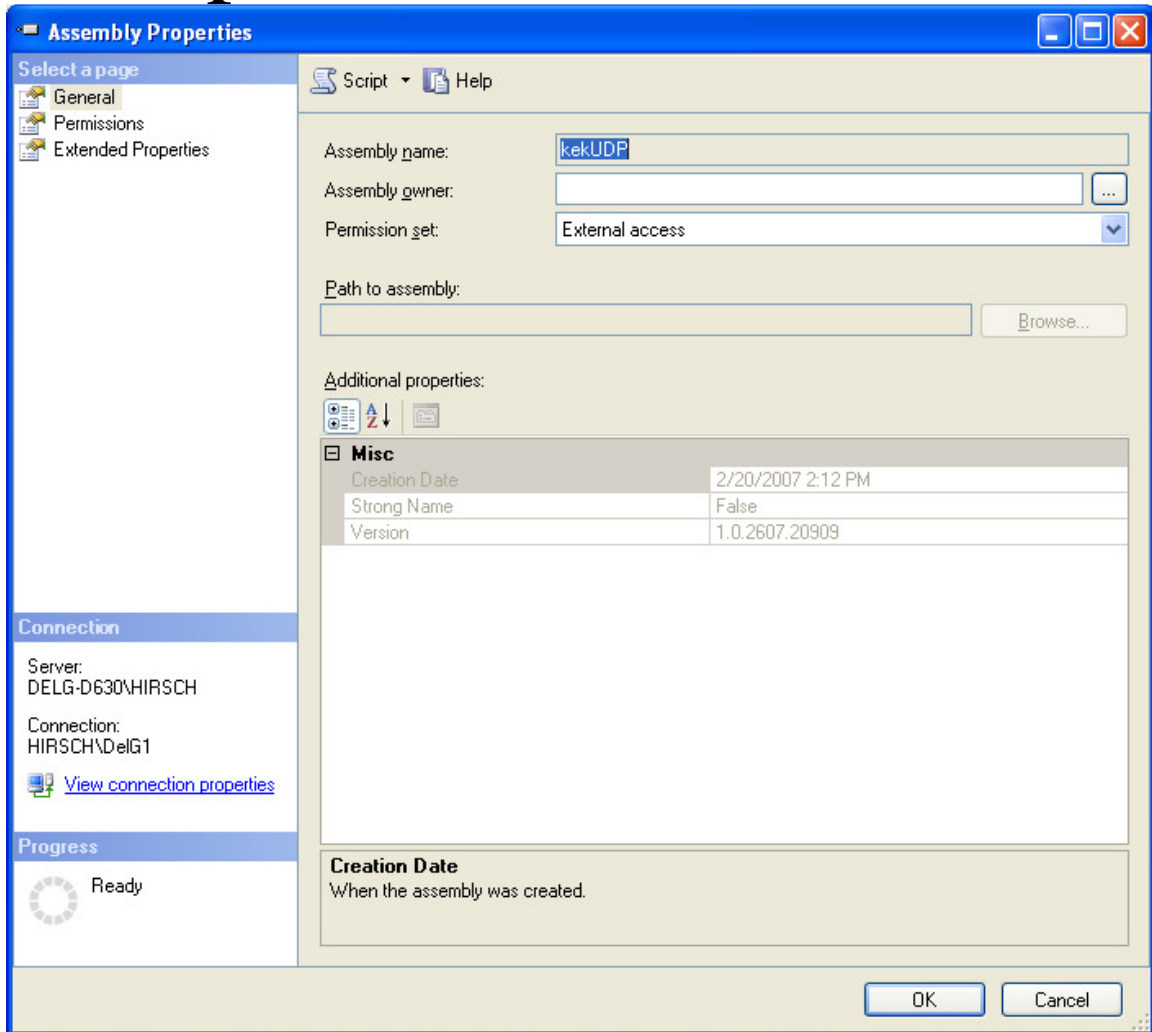 Assembly Properties
Select a page
General
Permissions
Extended Properties
Script Help
Assembly name: kekUDP
Assembly owner: ...
Permission set: External access
Path to assembly:
Browse...
Additional properties:
Misc
Creation Date 2/20/2007 2:12 PM
Strong Name False
Version 1.0.2607.20909
Connection
Server:
DELG-D630\HIRSCH
Connection:
HIRSCH\DelG1
View connection properties
Progress
Ready
Creation Date
When the assembly was created.
OK Cancel